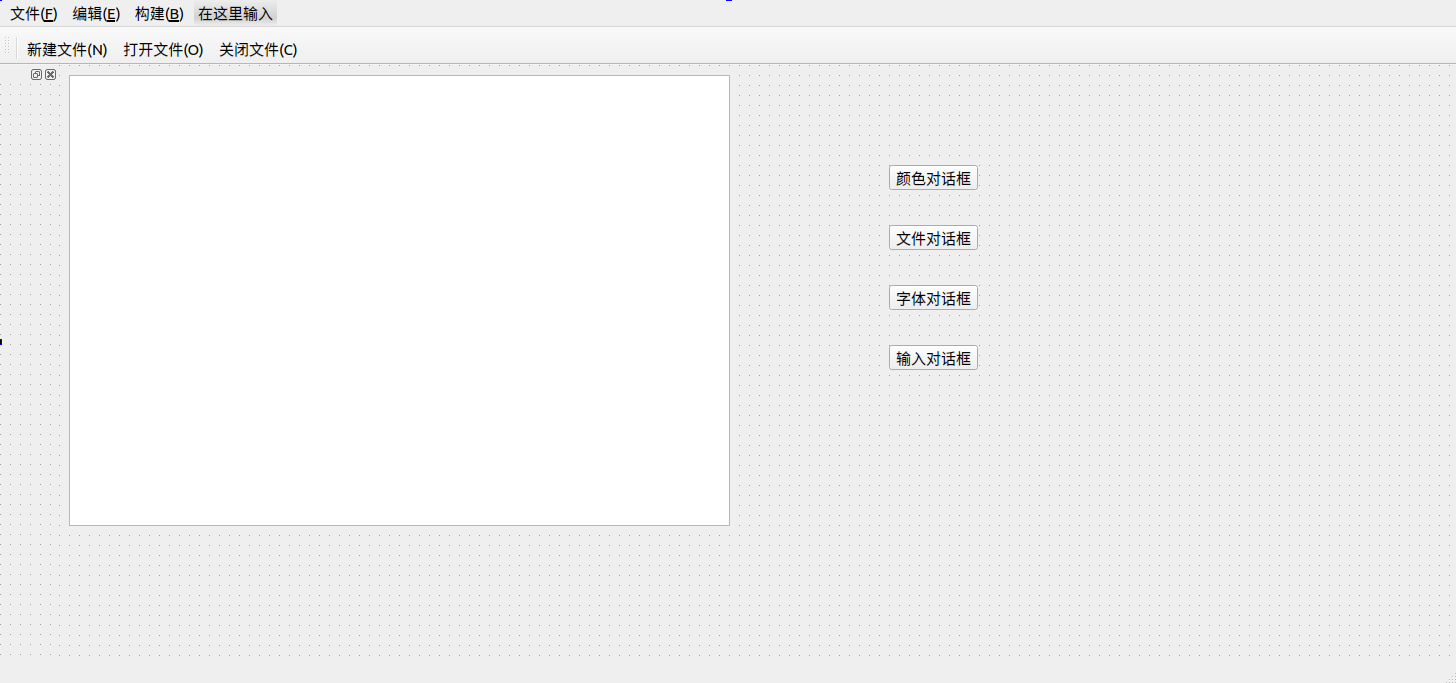 文件(F) 编辑(E) 构建(B) 在这里输入
新建文件(N) 打开文件(O) 关闭文件(C)
颜色对话框
文件对话框
字体对话框
输入对话框